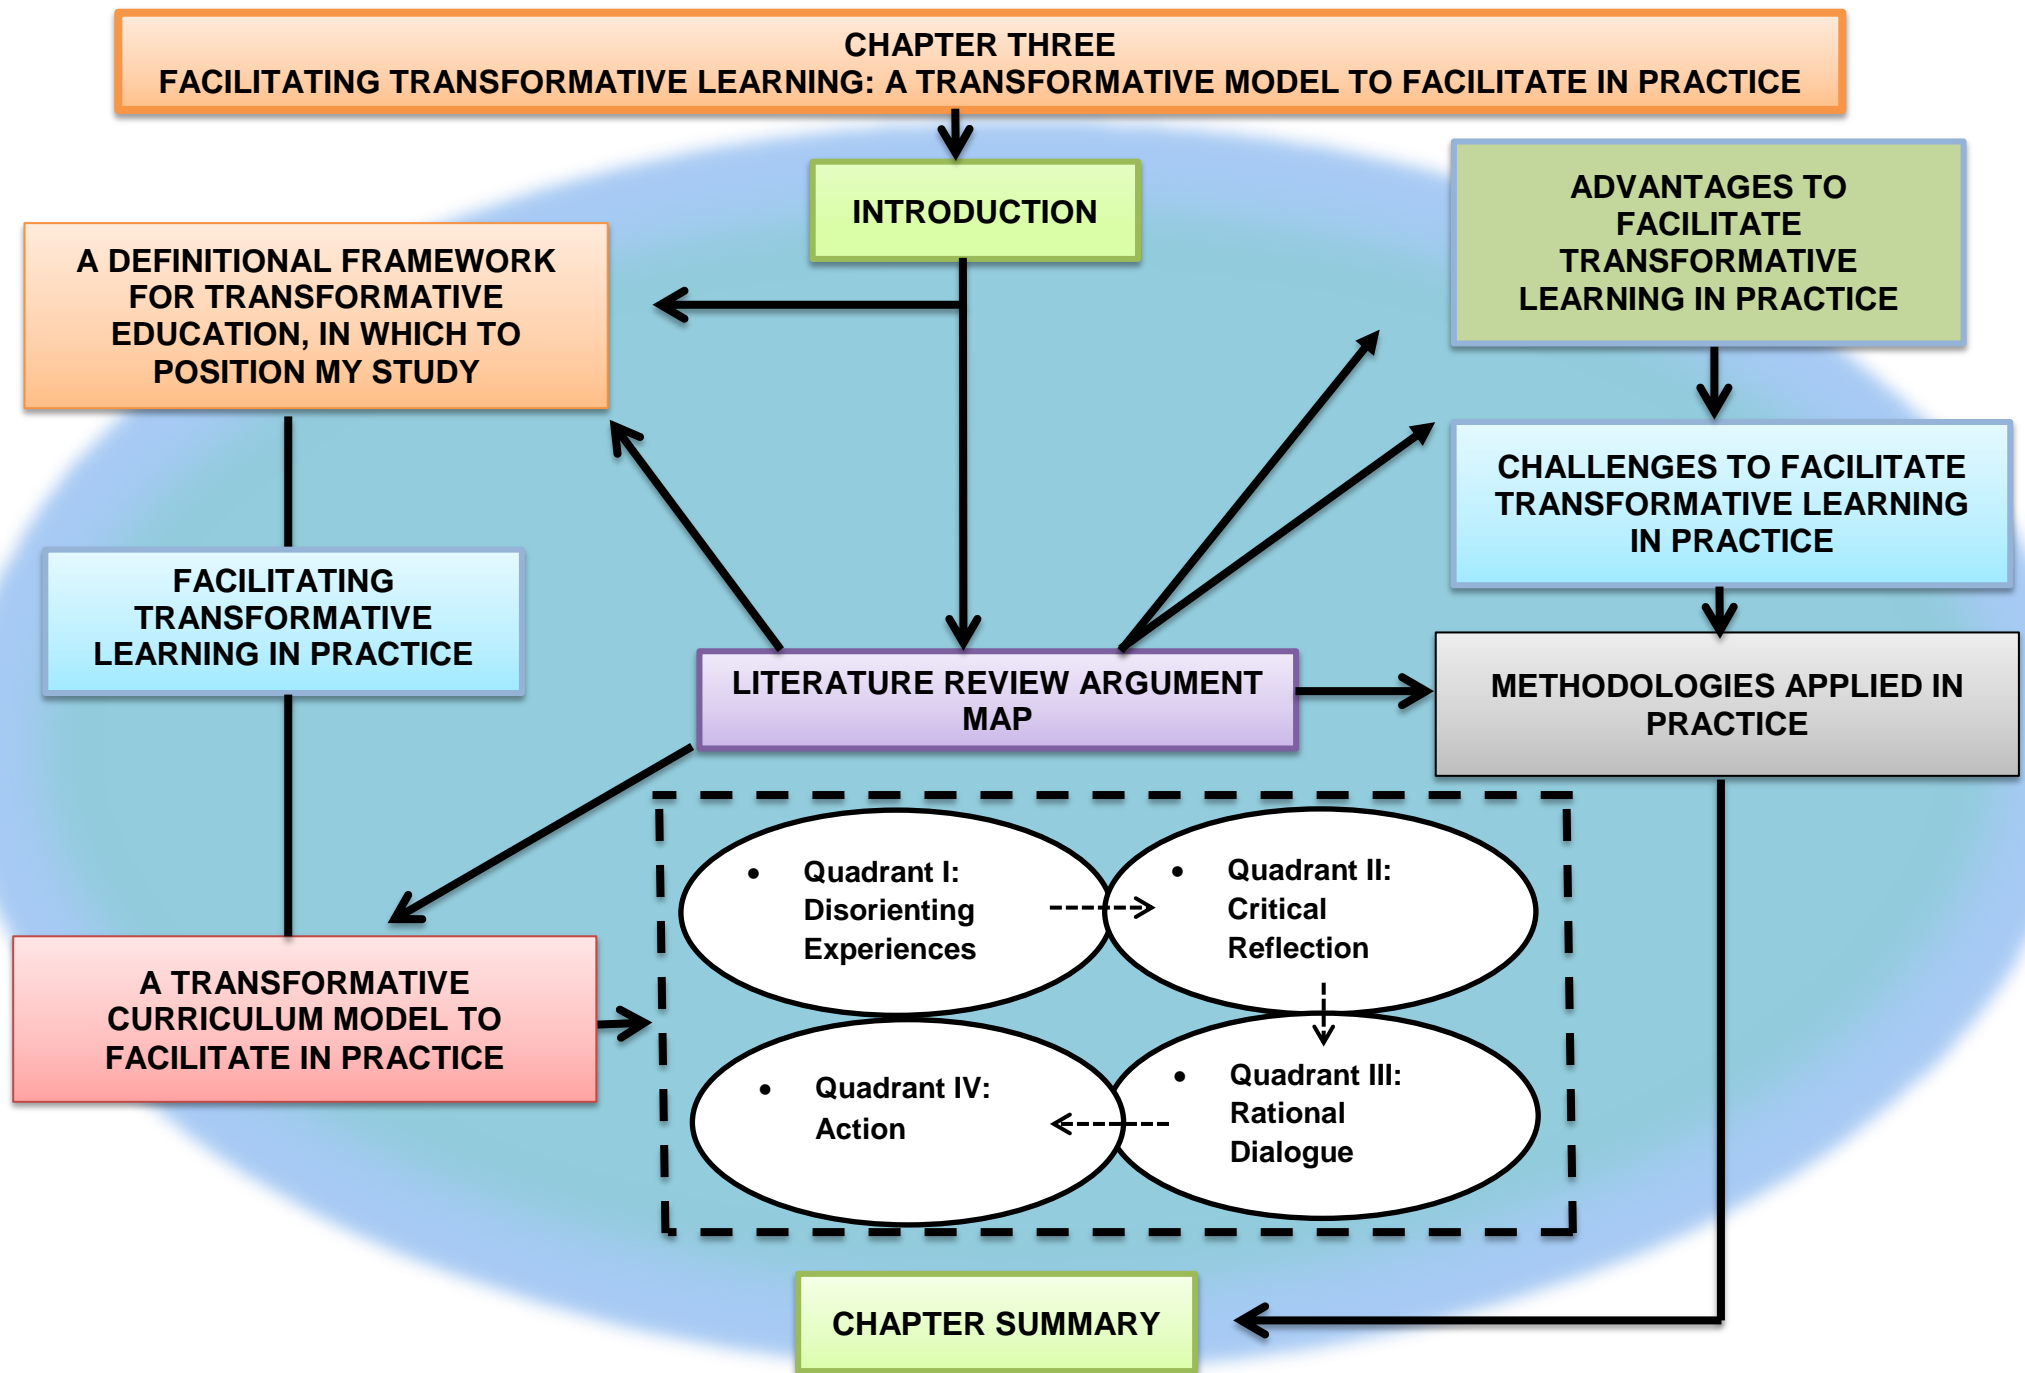 CHAPTER THREE
FACILITATING TRANSFORMATIVE LEARNING: A TRANSFORMATIVE MODEL TO FACILITATE IN PRACTICE
INTRODUCTION
A DEFINITIONAL FRAMEWORK
FOR TRANSFORMATIVE
EDUCATION, IN WHICH TO
POSITION MY STUDY
ADVANTAGES TO
FACILITATE
TRANSFORMATIVE
LEARNING IN PRACTICE
CHALLENGES TO FACILITATE
TRANSFORMATIVE LEARNING
IN PRACTICE
FACILITATING
TRANSFORMATIVE
LEARNING IN PRACTICE
LITERATURE REVIEW ARGUMENT
MAP
METHODOLOGIES APPLIED IN
PRACTICE
• Quadrant I:
Disorienting
Experiences
• Quadrant II:
Critical
Reflection
A TRANSFORMATIVE
CURRICULUM MODEL TO
FACILITATE IN PRACTICE
• Quadrant IV:
Action
• Quadrant III:
Rational
Dialogue
CHAPTER SUMMARY